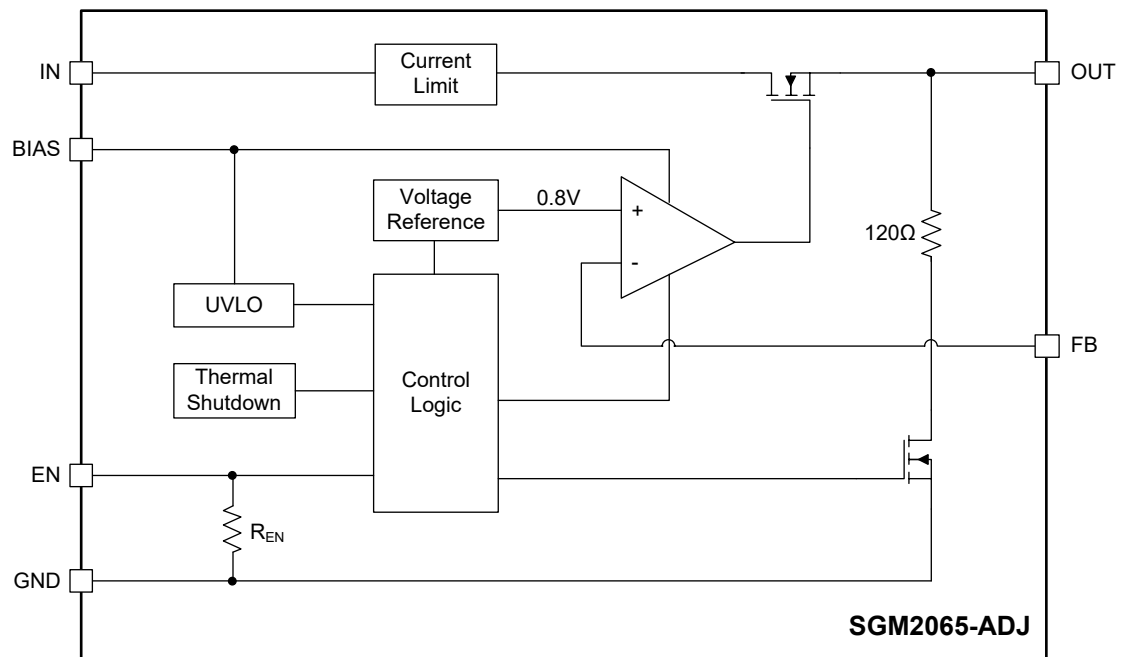 IN
Current
Limit
OUT
BIAS
Voltage
Reference
0.8V
+
-
120Ω
UVLO
FB
Thermal
Shutdown
Control
Logic
EN
REN
GND
SGM2065-ADJ